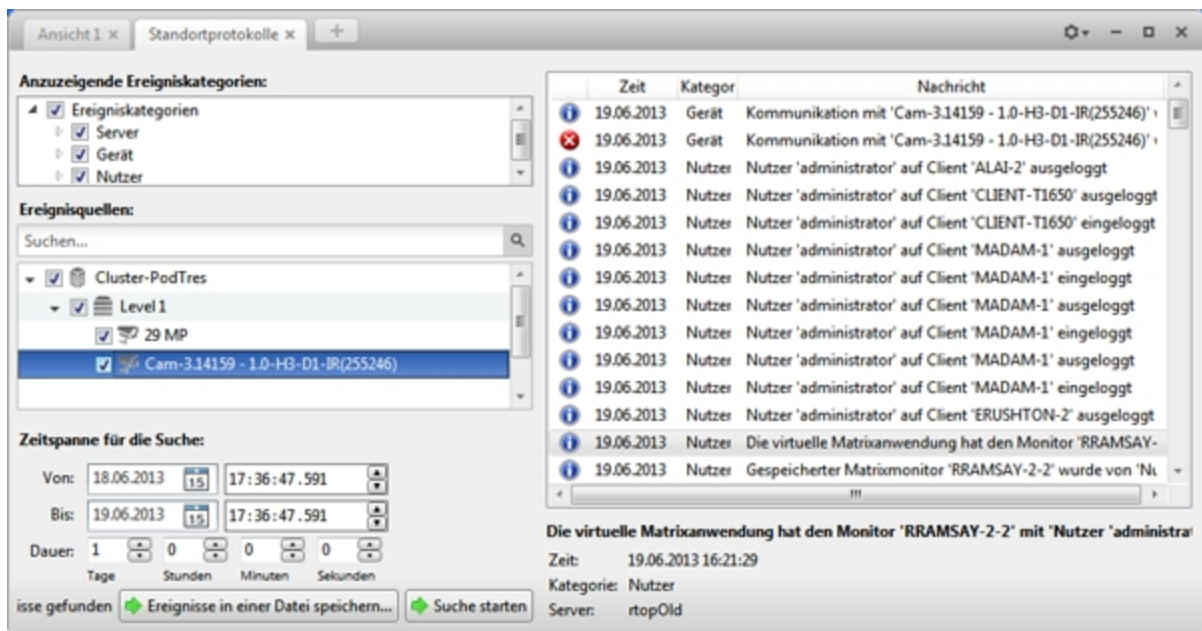 Ansicht 1 × Standortprotokolle × +
Anzuzeigende Ereigniskategorien:
Ereigniskategorien
Server
Gerät
Nutzer
Ereignisquellen:
Suchen...
Cluster-PodTres
Level 1
29 MP
Cam-3.14159 - 1.0-H3-D1-IR(255246)
Zeitspanne für die Suche:
Von: 18.06.2013 15 17:36:47.591
Bis: 19.06.2013 15 17:36:47.591
Dauer: 1 0 0 0
Tage Stunden Minuten Sekunden
isse gefunden Ereignisse in einer Datei speichern... Suche starten
Zeit Kategor Nachricht
19.06.2013 Gerät Kommunikation mit 'Cam-3.14159 - 1.0-H3-D1-IR(255246)'
19.06.2013 Gerät Kommunikation mit 'Cam-3.14159 - 1.0-H3-D1-IR(255246)'
19.06.2013 Nutzer Nutzer 'administrator' auf Client 'ALAI-2' ausgeloggt
19.06.2013 Nutzer Nutzer 'administrator' auf Client 'CLIENT-T1650' ausgeloggt
19.06.2013 Nutzer Nutzer 'administrator' auf Client 'CLIENT-T1650' eingeloggt
19.06.2013 Nutzer Nutzer 'administrator' auf Client 'MADAM-1' ausgeloggt
19.06.2013 Nutzer Nutzer 'administrator' auf Client 'MADAM-1' eingeloggt
19.06.2013 Nutzer Nutzer 'administrator' auf Client 'MADAM-1' ausgeloggt
19.06.2013 Nutzer Nutzer 'administrator' auf Client 'MADAM-1' eingeloggt
19.06.2013 Nutzer Nutzer 'administrator' auf Client 'MADAM-1' ausgeloggt
19.06.2013 Nutzer Nutzer 'administrator' auf Client 'MADAM-1' eingeloggt
19.06.2013 Nutzer Nutzer 'administrator' auf Client 'ERUSHTON-2' ausgeloggt
19.06.2013 Nutzer Die virtuelle Matrixanwendung hat den Monitor 'RRAMSAY-
19.06.2013 Nutzer Gespeicherter Matrixmonitor 'RRAMSAY-2-2' wurde von 'Nu
Die virtuelle Matrixanwendung hat den Monitor 'RRAMSAY-2-2' mit 'Nutzer 'administrat
Zeit: 19.06.2013 16:21:29
Kategorie: Nutzer
Server: rtopOld